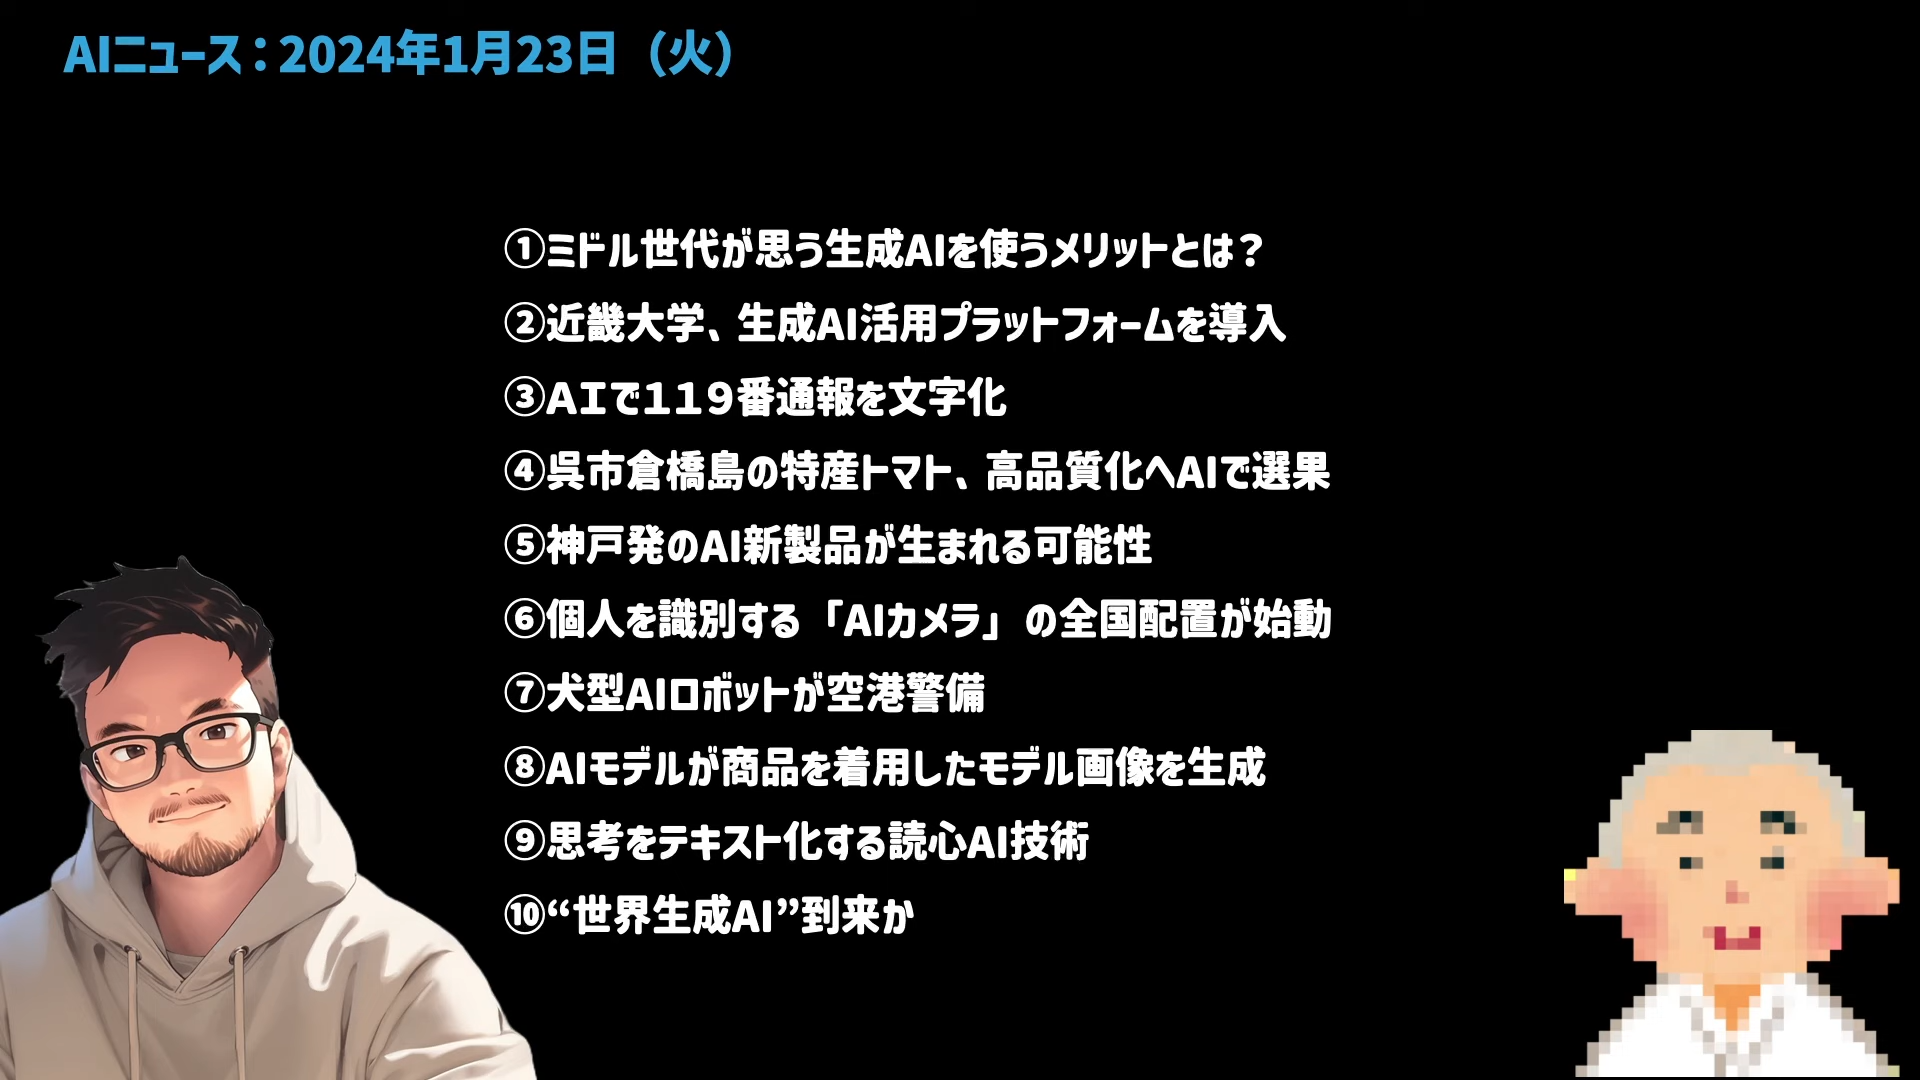 AIニュース：2024年1月23日（火）
①ミドル世代が思う生成AIを使うメリットとは？
②近畿大学、生成AI活用プラットフォームを導入
③ＡＩで１１９番通報を文字化
④呉市倉橋島の特産トマト、高品質化へAIで選果
⑤神戸発のAI新製品が生まれる可能性
⑥個人を識別する「AIカメラ」の全国配置が始動
⑦犬型AIロボットが空港警備
⑧AIモデルが商品を着用したモデル画像を生成
⑨思考をテキスト化する読心AI技術
⑩“世界生成AI”到来か